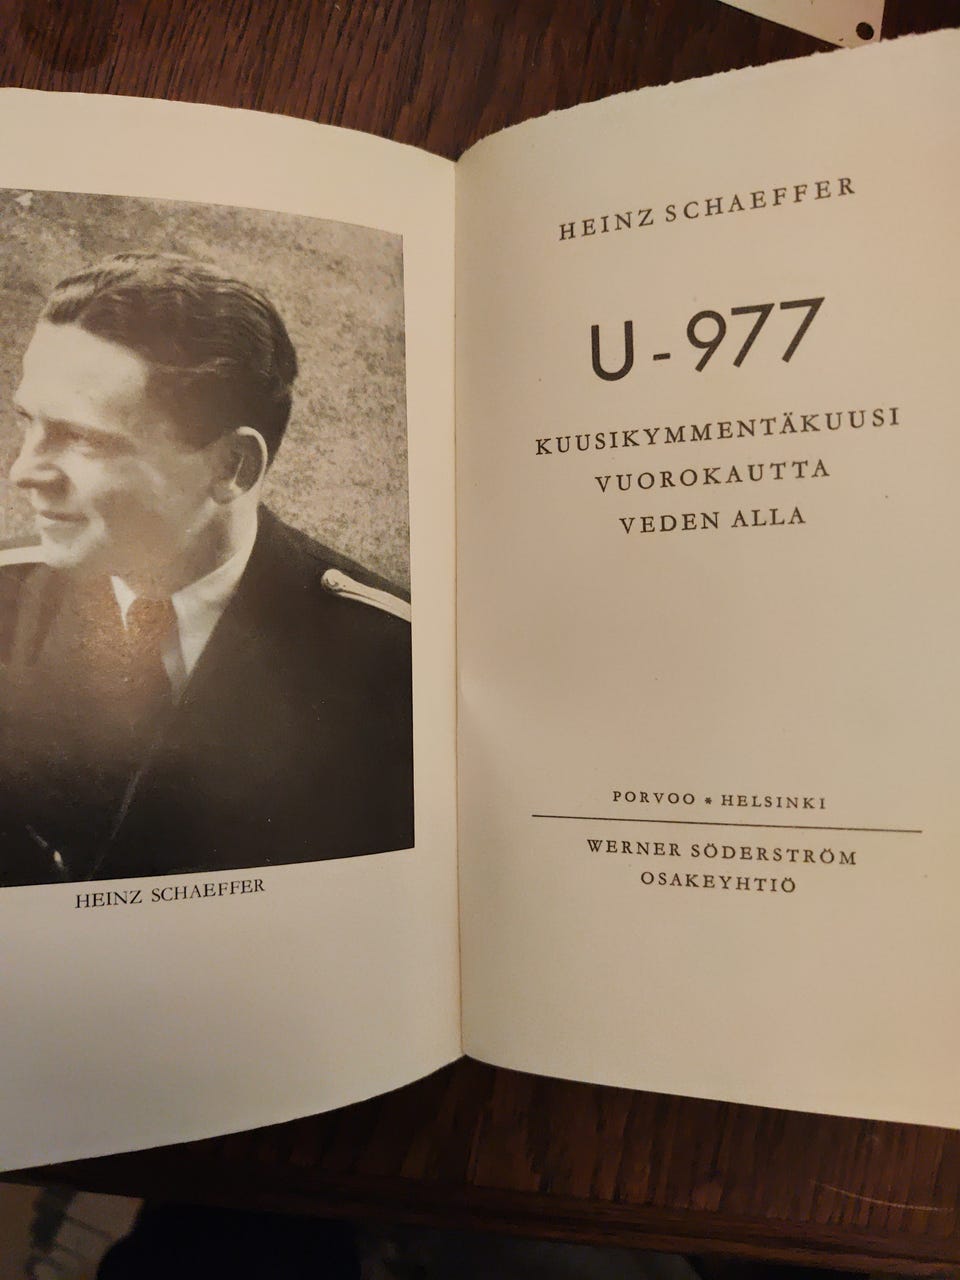 HEINZ SCHAEFFER
HEINZ SCHAEFFER
U-977
KUUSIKYMMENTÄKUUSI
VUOROKAUTTA
VEDEN ALLA
PORVOO * HELSINKI
WERNER SÖDERSTRÖM
OSAKEYHTIÖ